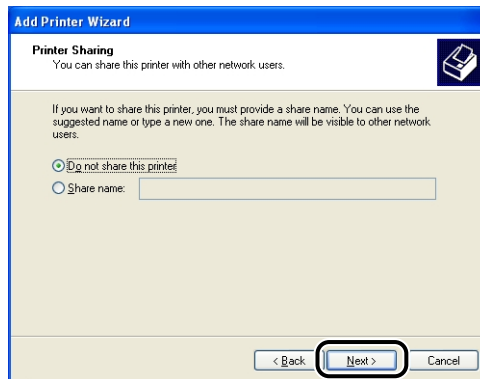 Add Printer Wizard
Printer Sharing
You can share this printer with other network users.
If you want to share this printer, you must provide a share name. You can use the
suggested name or type a new one. The share name will be visible to other network
users.
Do not share this printer
Share name:
< Back
Next >
Cancel